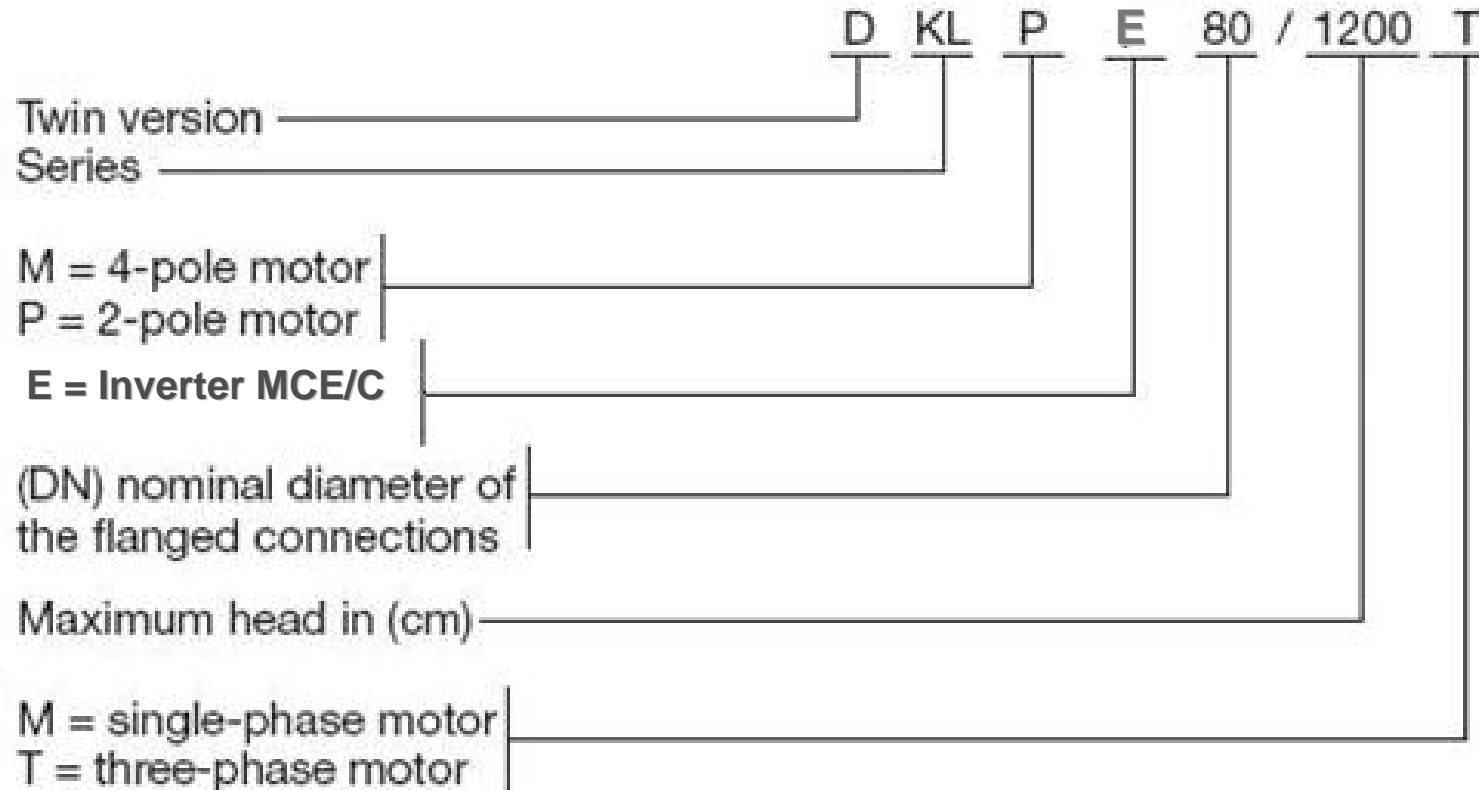 D KL P E 80 / 1200 T
Twin version
Series
M = 4-pole motor
P = 2-pole motor
E = Inverter MCE/C
(DN) nominal diameter of
the flanged connections
Maximum head in (cm)
M = single-phase motor
T = three-phase motor